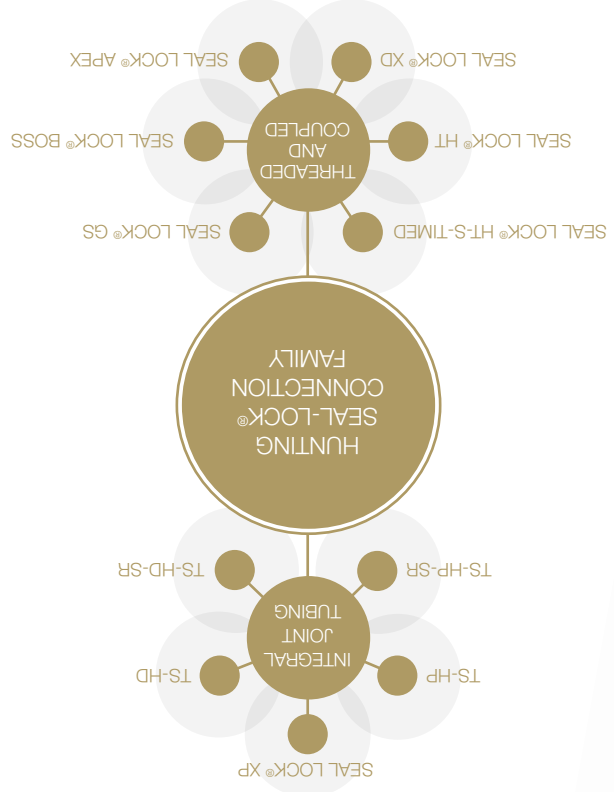 SEAL LOCK® XP
TS-HP
TS-HD
INTEGRAL
JOINT
TUBING
TS-HP-SR
TS-HD-SR
HUNTING
SEAL-LOCK®
CONNECTION
FAMILY
SEAL LOCK® HT-S-TIMED
SEAL LOCK® GS
THREADED
AND
COUPLED
SEAL LOCK® HT
SEAL LOCK® BOSS
SEAL LOCK® XD
SEAL LOCK® APEX